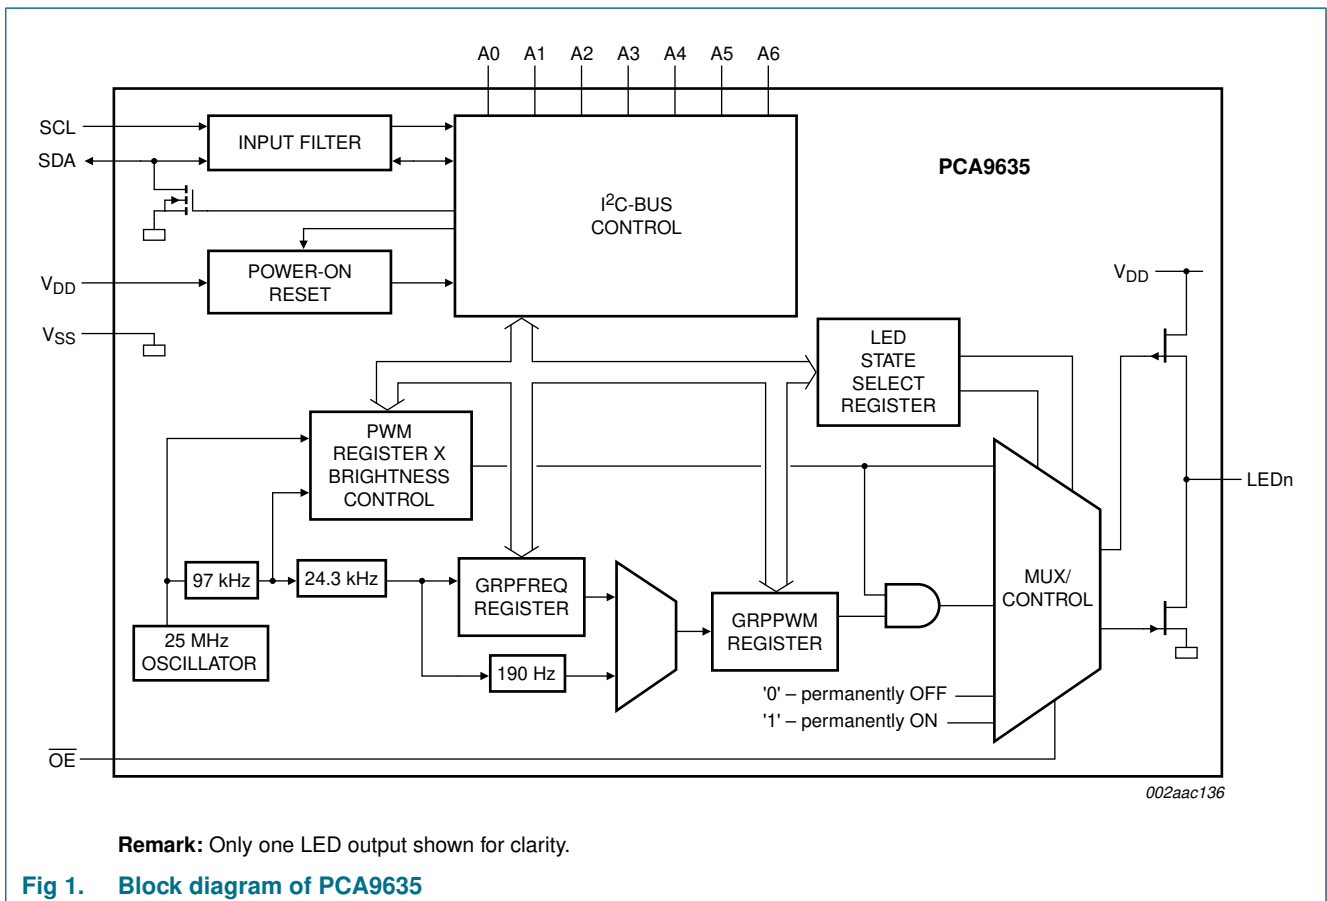 A0 A1 A2 A3 A4 A5 A6
SCL
SDA
INPUT FILTER
I²C-BUS
CONTROL
PCA9635
POWER-ON
RESET
VDD
VSS
VDD
LED
STATE
SELECT
REGISTER
PWM
REGISTER X
BRIGHTNESS
CONTROL
LEDn
97 kHz
24.3 kHz
GRPFREQ
REGISTER
MUX/
CONTROL
25 MHz
OSCILLATOR
190 Hz
GRPPWM
REGISTER
'0' – permanently OFF
'1' – permanently ON
O̅E̅
002aac136
Remark: Only one LED output shown for clarity.
Fig 1. Block diagram of PCA9635